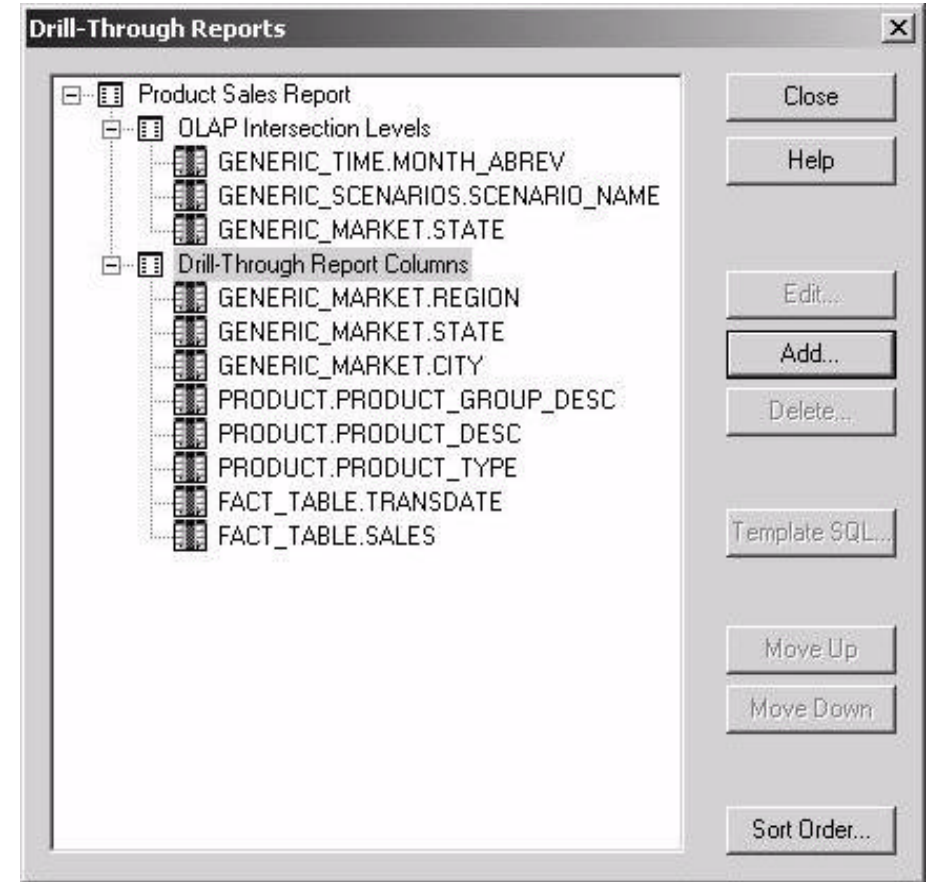 Drill-Through Reports
Product Sales Report
OLAP Intersection Levels
GENERIC_TIME.MONTH_ABREV
GENERIC_SCENARIOS.SCENARIO_NAME
GENERIC_MARKET.STATE
Drill-Through Report Columns
GENERIC_MARKET.REGION
GENERIC_MARKET.STATE
GENERIC_MARKET.CITY
PRODUCT.PRODUCT_GROUP_DESC
PRODUCT.PRODUCT_DESC
PRODUCT.PRODUCT_TYPE
FACT_TABLE.TRANSDATE
FACT_TABLE.SALES
Close
Help
Edit...
Add...
Delete...
Template SQL...
Move Up
Move Down
Sort Order...